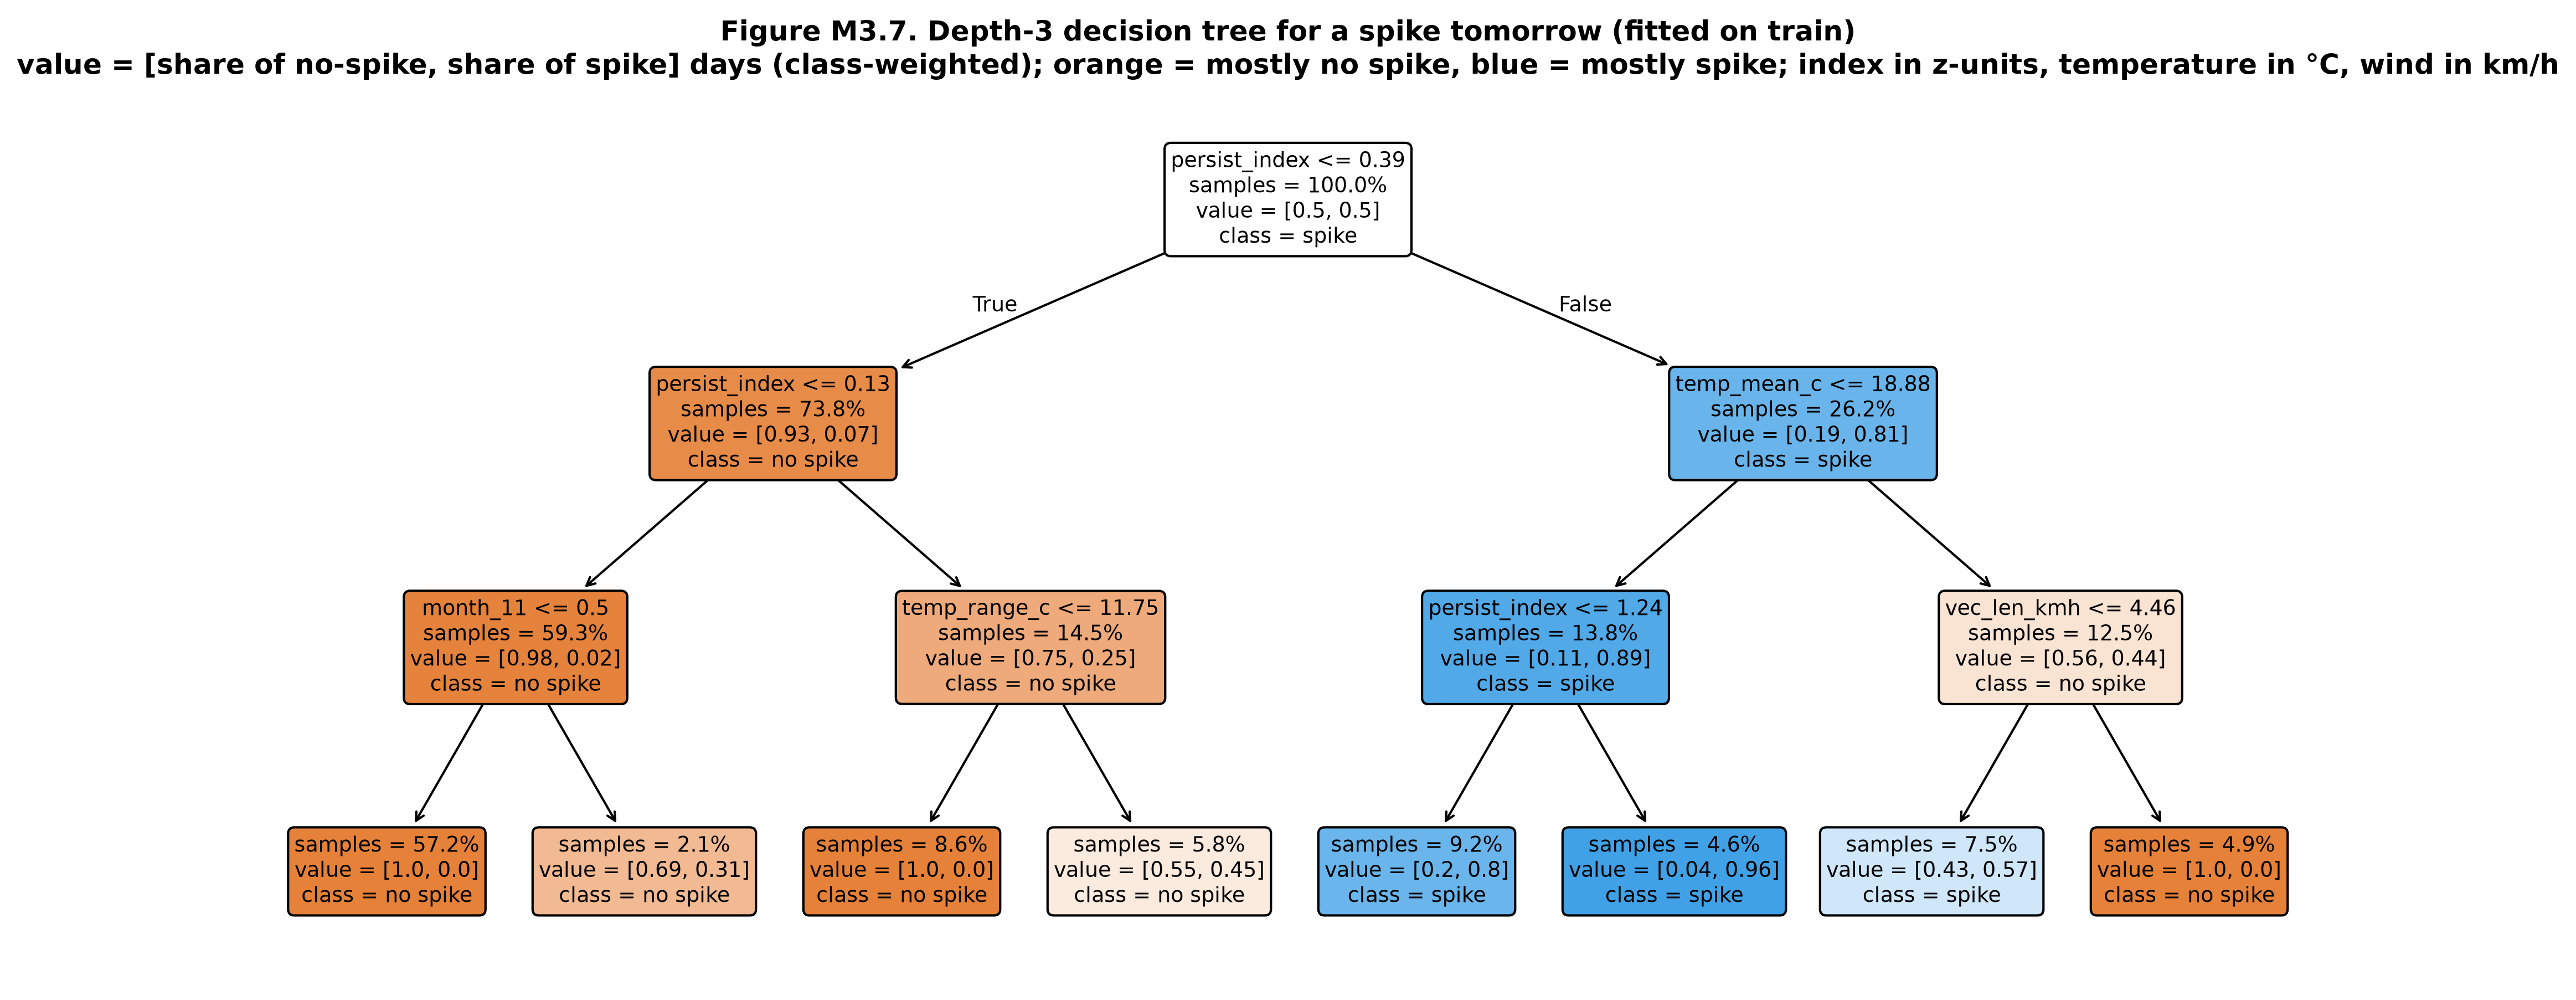 Figure M3.7. Depth-3 decision tree for a spike tomorrow (fitted on train)
value = [share of no-spike, share of spike] days (class-weighted); orange = mostly no spike, blue = mostly spike; index in z-units, temperature in °C, wind in km/h
persist_index <= 0.39
samples = 100.0%
value = [0.5, 0.5]
class = spike
True
False
persist_index <= 0.13
samples = 73.8%
value = [0.93, 0.07]
class = no spike
temp_mean_c <= 18.88
samples = 26.2%
value = [0.19, 0.81]
class = spike
month_11 <= 0.5
samples = 59.3%
value = [0.98, 0.02]
class = no spike
temp_range_c <= 11.75
samples = 14.5%
value = [0.75, 0.25]
class = no spike
persist_index <= 1.24
samples = 13.8%
value = [0.11, 0.89]
class = spike
vec_len_kmh <= 4.46
samples = 12.5%
value = [0.56, 0.44]
class = no spike
samples = 57.2%
value = [1.0, 0.0]
class = no spike
samples = 2.1%
value = [0.69, 0.31]
class = no spike
samples = 8.6%
value = [1.0, 0.0]
class = no spike
samples = 5.8%
value = [0.55, 0.45]
class = no spike
samples = 9.2%
value = [0.2, 0.8]
class = spike
samples = 4.6%
value = [0.04, 0.96]
class = spike
samples = 7.5%
value = [0.43, 0.57]
class = spike
samples = 4.9%
value = [1.0, 0.0]
class = no spike